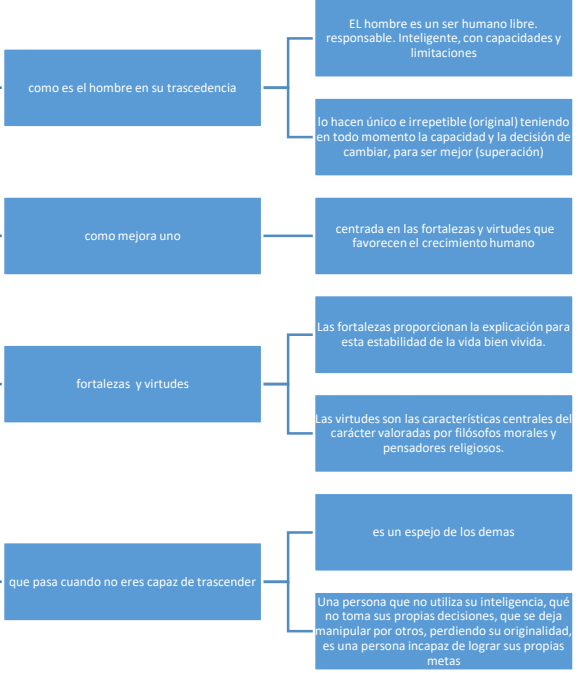 como es el hombre en su trascedencia
EL hombre es un ser humano libre.
responsable. Inteligente, con capacidades y
limitaciones
lo hacen único e irrepetible (original) teniendo
en todo momento la capacidad y la decisión de
cambiar, para ser mejor (superación)
como mejora uno
centrada en las fortalezas y virtudes que
favorecen el crecimiento humano
fortalezas y virtudes
Las fortalezas proporcionan la explicación para
esta estabilidad de la vida bien vivida.
Las virtudes son las características centrales del
carácter valoradas por filósofos morales y
pensadores religiosos.
que pasa cuando no eres capaz de trascender
es un espejo de los demas
Una persona que no utiliza su inteligencia, qué
no toma sus propias decisiones, que se deja
manipular por otros, perdiendo su originalidad,
es una persona incapaz de lograr sus propias
metas